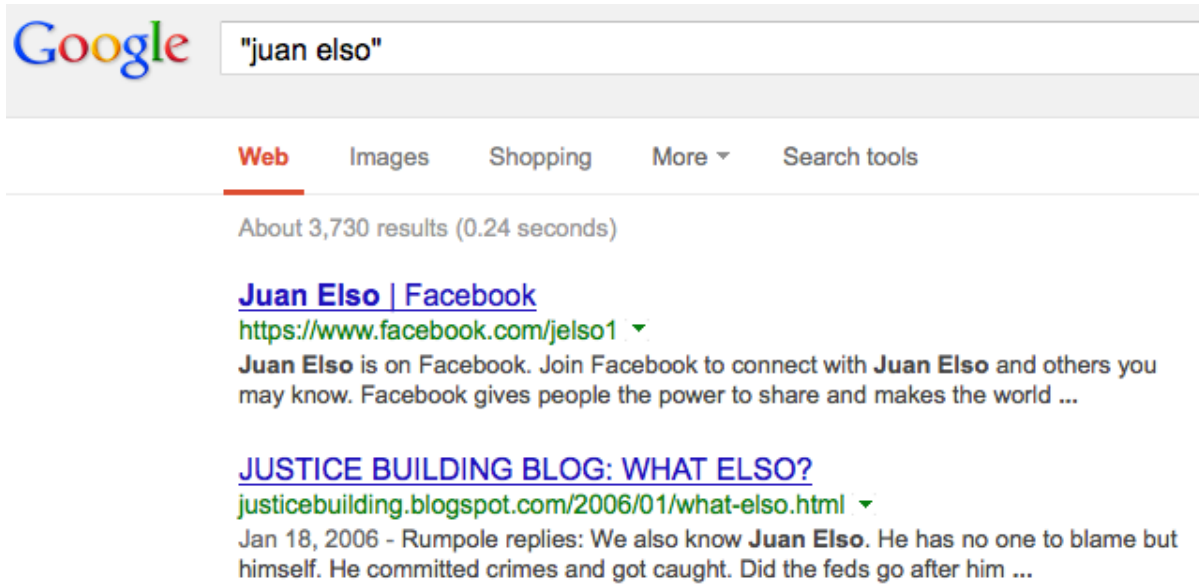 Google "juan elso"
Web Images Shopping More Search tools
About 3,730 results (0.24 seconds)
Juan Elso | Facebook
https://www.facebook.com/jelso1
Juan Elso is on Facebook. Join Facebook to connect with Juan Elso and others you
may know. Facebook gives people the power to share and makes the world ...
JUSTICE BUILDING BLOG: WHAT ELSO?
justicebuilding.blogspot.com/2006/01/what-elso.html
Jan 18, 2006 - Rumpole replies: We also know Juan Elso. He has no one to blame but
himself. He committed crimes and got caught. Did the feds go after him ...